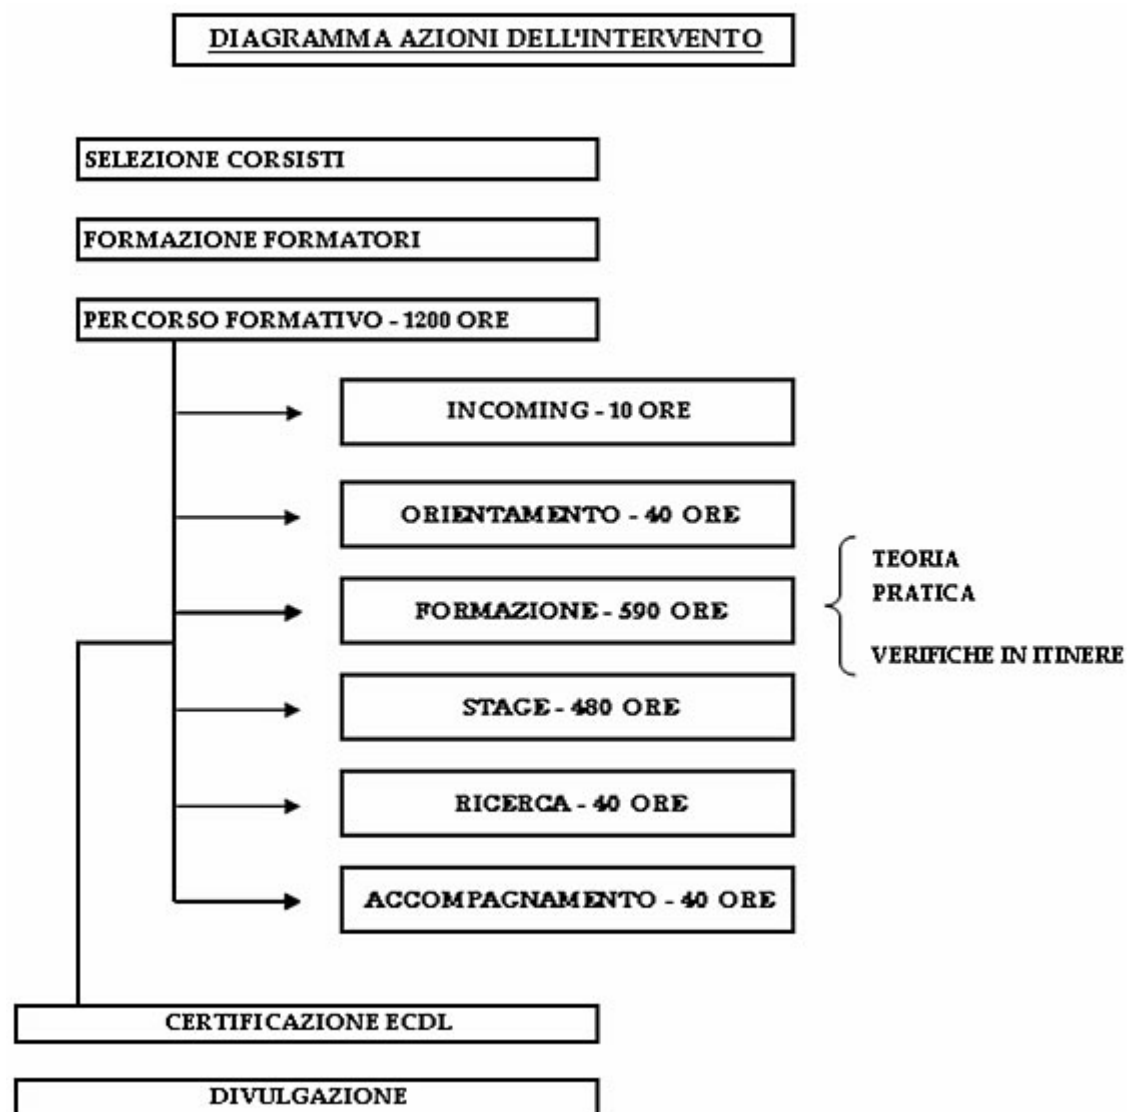 DIAGRAMMA AZIONI DELL'INTERVENTO
SELEZIONE CORSISTI
FORMAZIONE FORMATORI
PERCORSO FORMATIVO - 1200 ORE
INCOMING - 10 ORE
ORIENTAMENTO - 40 ORE
FORMAZIONE - 590 ORE
TEORIA
PRATICA
VERIFICHE IN ITINERE
STAGE - 480 ORE
RICERCA - 40 ORE
ACCOMPAGNAMENTO - 40 ORE
CERTIFICAZIONE ECDL
DIVULGAZIONE